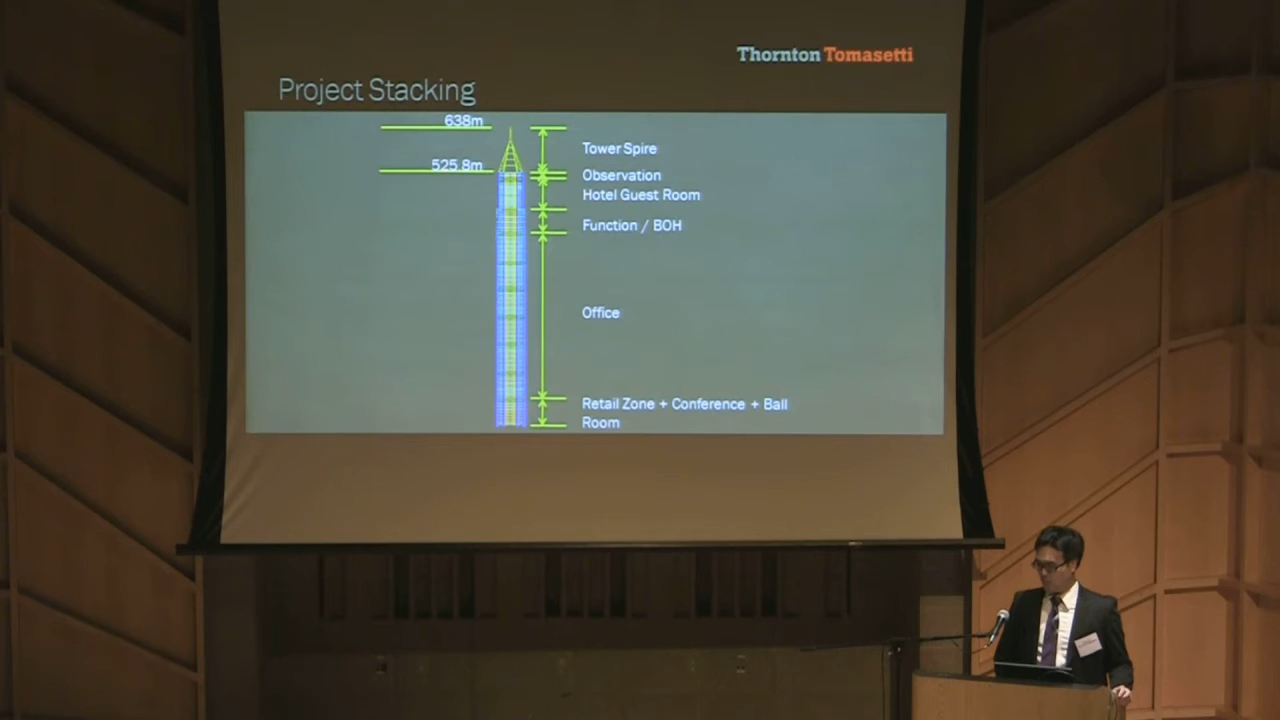 Thornton Tomasetti
Project Stacking
638m
525.8m
Tower Spire
Observation
Hotel Guest Room
Function / BOH
Office
Retail Zone + Conference + Ball
Room